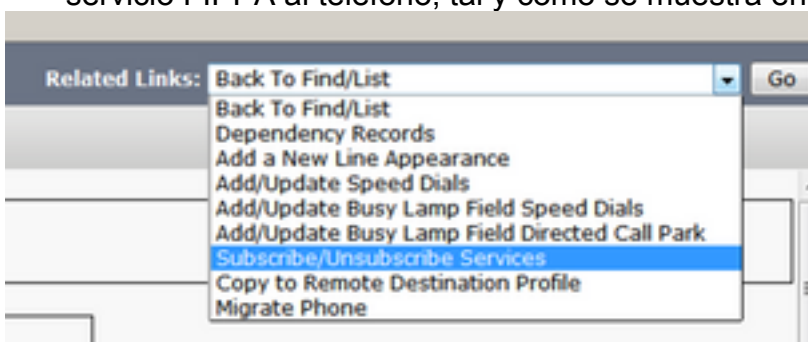 al teléfono, tal y como se muestra en
Related Links: Back To Find/List Go
Back To Find/List
Dependency Records
Add a New Line Appearance
Add/Update Speed Dials
Add/Update Busy Lamp Field Speed Dials
Add/Update Busy Lamp Field Directed Call Park
Subscribe/Unsubscribe Services
Copy to Remote Destination Profile
Migrate Phone